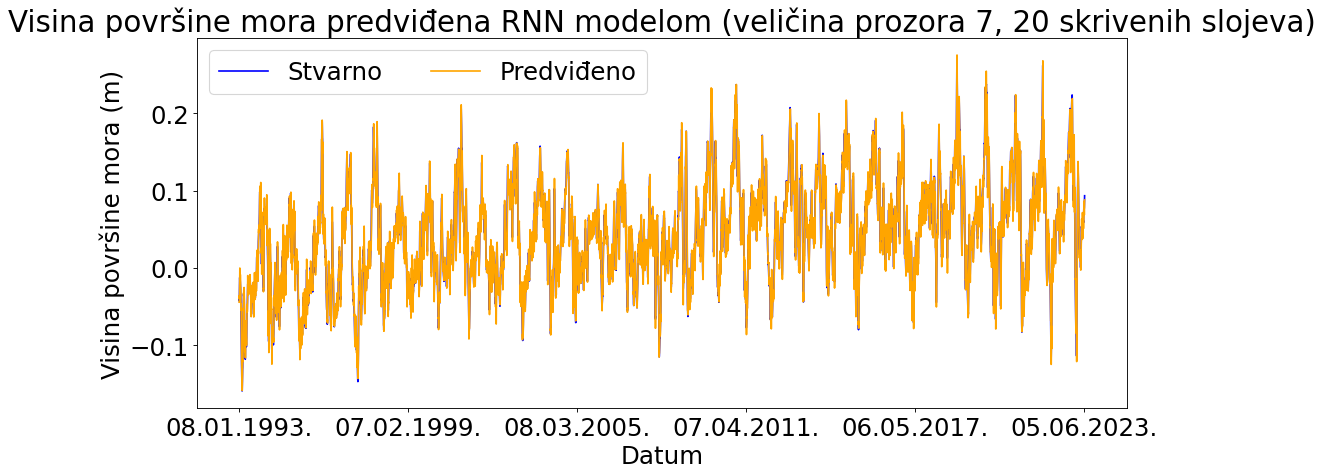 Visina površine mora predviđena RNN modelom (veličina prozora 7, 20 skrivenih slojeva)
Stvarno Predviđeno
Visina površine mora (m)
0.2
0.1
0.0
−0.1
08.01.1993. 07.02.1999. 08.03.2005. 07.04.2011. 06.05.2017. 05.06.2023.
Datum